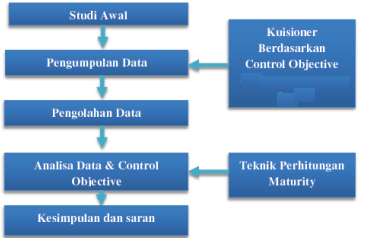 Studi Awal
Pengumpulan Data
Kuisioner
Berdasarkan
Control Objective
Pengolahan Data
Analisa Data & Control
Objective
Teknik Perhitungan
Maturity
Kesimpulan dan saran